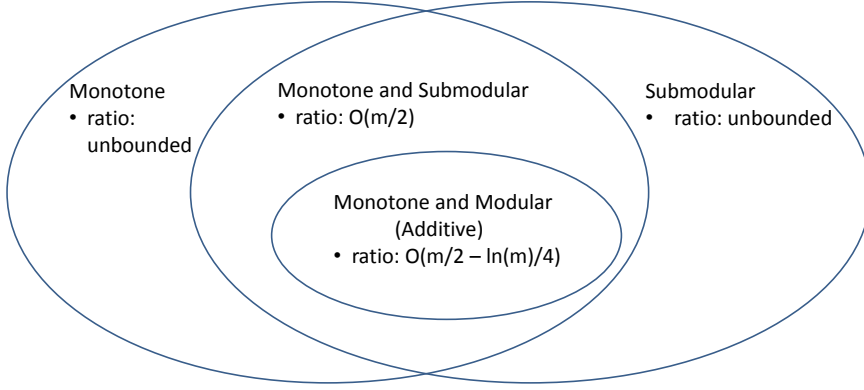 Monotone
• ratio:
unbounded
Monotone and Submodular
• ratio: O(m/2)
Submodular
• ratio: unbounded
Monotone and Modular
(Additive)
• ratio: O(m/2 – ln(m)/4)